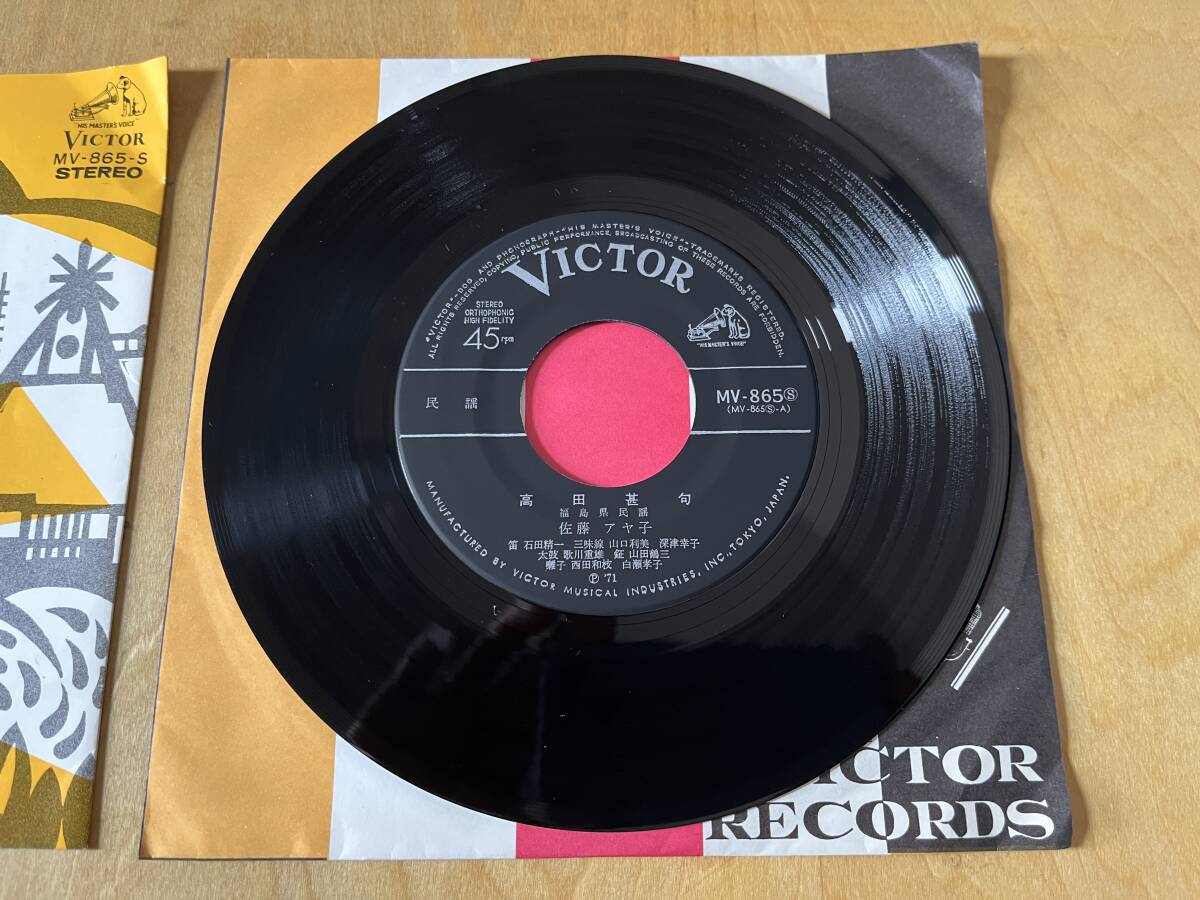 "HIS MASTER'S VOICE"
VICTOR
MV-865-S
STEREO
"VICTOR"-DOG AND PHONOGRAPH-"HIS MASTER'S VOICE"-TRADEMARKS REGISTERED.
ALL RIGHTS RESERVED, COPYING, PUBLIC PERFORMANCE, BROADCASTING OF THESE RECORDS ARE FORBIDDEN.
VICTOR
STEREO
ORTHOPHONIC
HIGH FIDELITY
45 rpm
"HIS MASTER'S VOICE"
民謡
MV-865Ⓢ
(MV-865Ⓢ-A)
高田甚句
福島県民謡
佐藤 アヤ子
笛 石田精一 三味線 山口利美 深津幸子
太鼓 歌川重雄 鉦 山田鶴三
囃子 西田和枝 白瀬孝子
Ⓟ '71
MANUFACTURED BY VICTOR MUSICAL INDUSTRIES, INC., TOKYO, JAPAN.
VICTOR
RECORDS